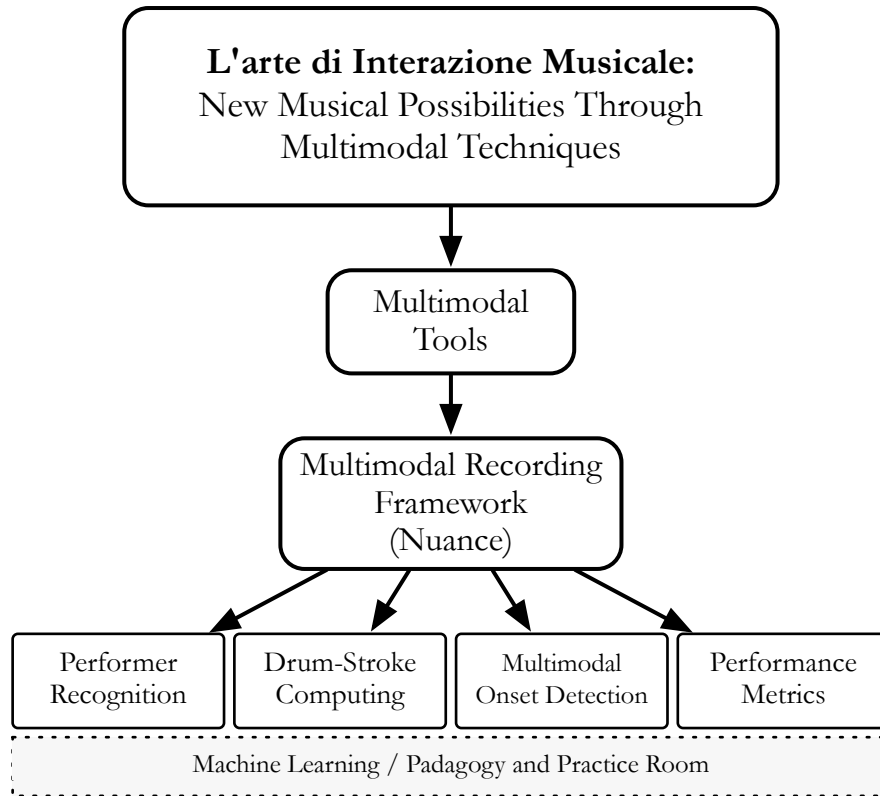 L'arte di Interazione Musicale:
New Musical Possibilities Through
Multimodal Techniques
Multimodal
Tools
Multimodal Recording
Framework
(Nuance)
Performer
Recognition
Drum-Stroke
Computing
Multimodal
Onset Detection
Performance
Metrics
Machine Learning / Padagogy and Practice Room